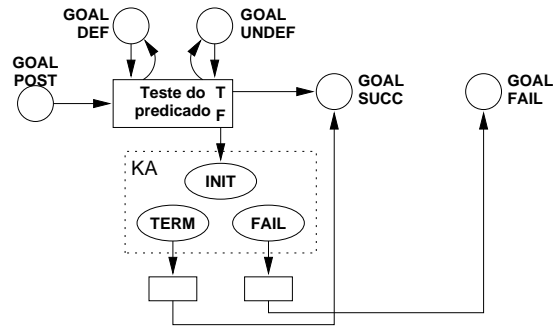 GOAL
DEF
GOAL
UNDEF
GOAL
POST
Teste do
predicado
T
F
GOAL
SUCC
GOAL
FAIL
KA
INIT
TERM
FAIL